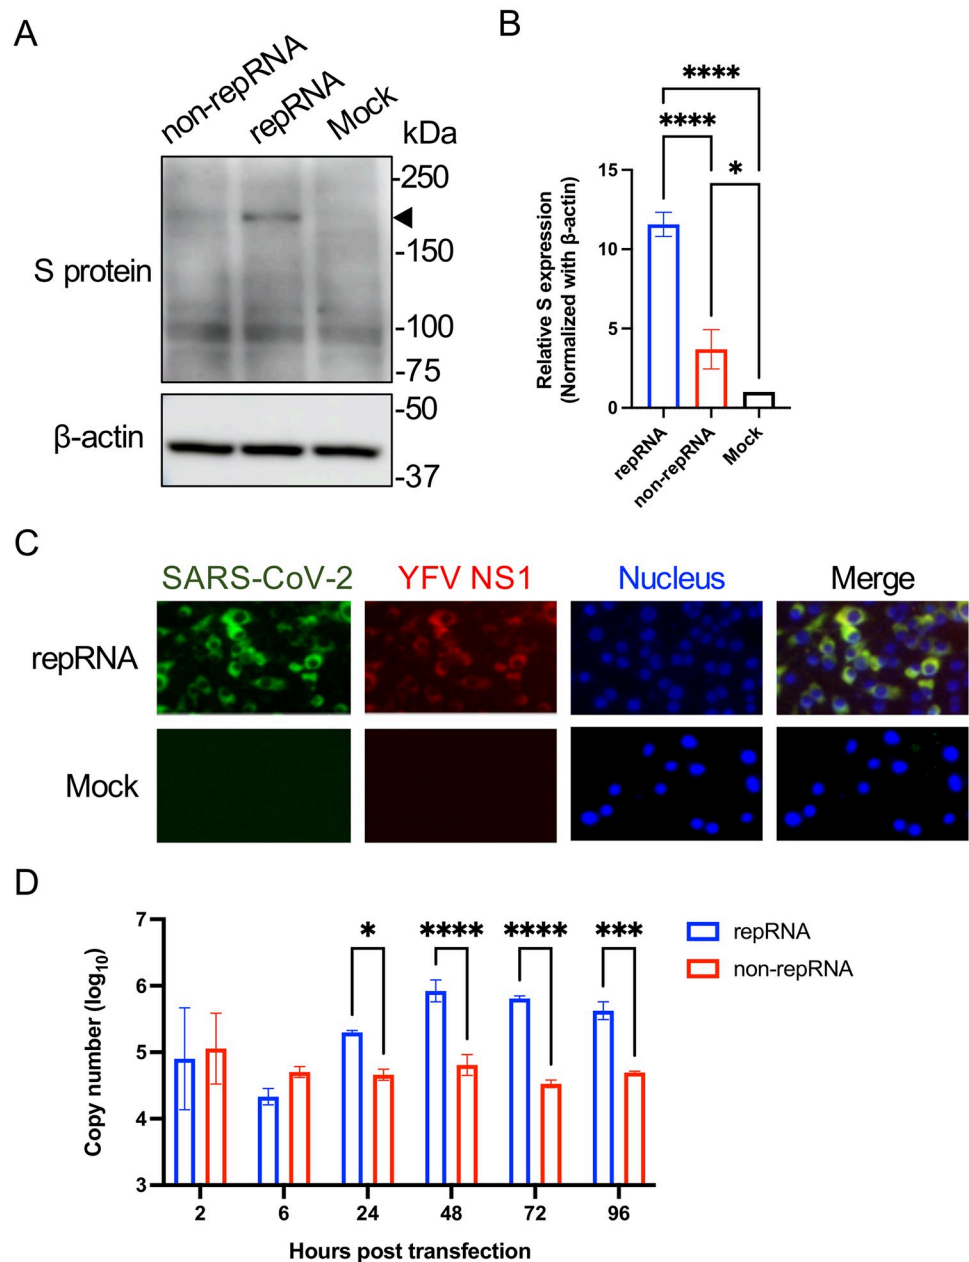 A
non-repRNA
repRNA
Mock
kDa
-250
-150
S protein
-100
-75
-50
β-actin
-37
B
****
****
*
15
10
5
0
Relative S expression
(Normalized with β-actin)
repRNA
non-repRNA
Mock
C
SARS-CoV-2
YFV NS1
Nucleus
Merge
repRNA
Mock
D
7
6
5
4
3
Copy number (log10)
*
****
****
***
repRNA
non-repRNA
2
6
24
48
72
96
Hours post transfection